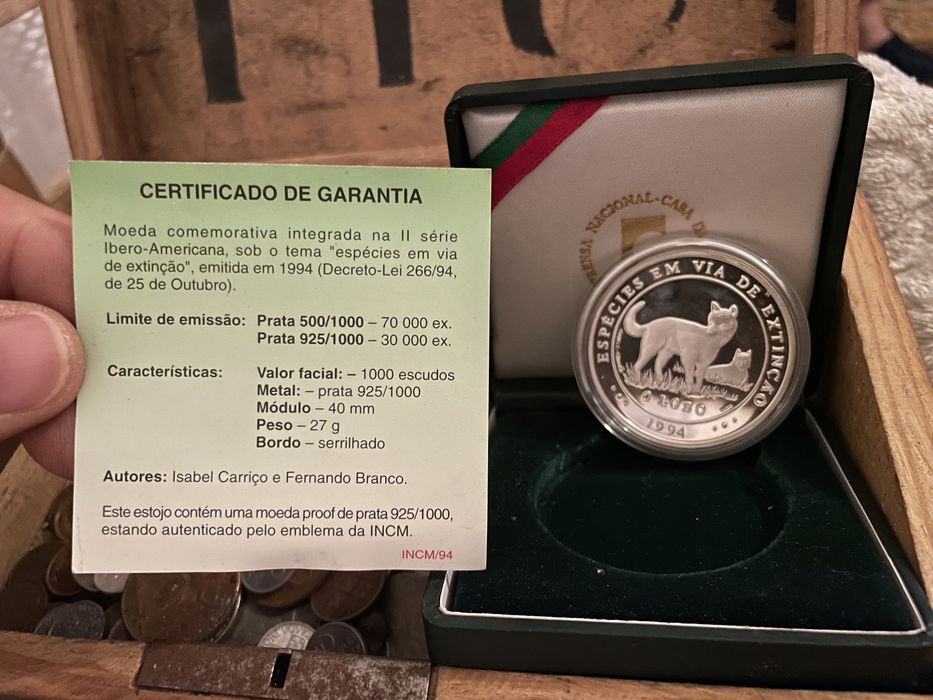 CERTIFICADO DE GARANTIA
Moeda comemorativa integrada na II série
Ibero-Americana, sob o tema "espécies em via
de extinção", emitida em 1994 (Decreto-Lei 266/94,
de 25 de Outubro).
Limite de emissão: Prata 500/1000 – 70 000 ex.
Prata 925/1000 – 30 000 ex.
Características: Valor facial: – 1000 escudos
Metal: – prata 925/1000
Módulo – 40 mm
Peso – 27 g
Bordo – serrilhado
Autores: Isabel Carriço e Fernando Branco.
Este estojo contém uma moeda proof de prata 925/1000,
estando autenticado pelo emblema da INCM.
INCM/94
NACIONAL-CASA
ESPÉCIES EM VIA DE EXTINÇÃO
O LOBO
1994